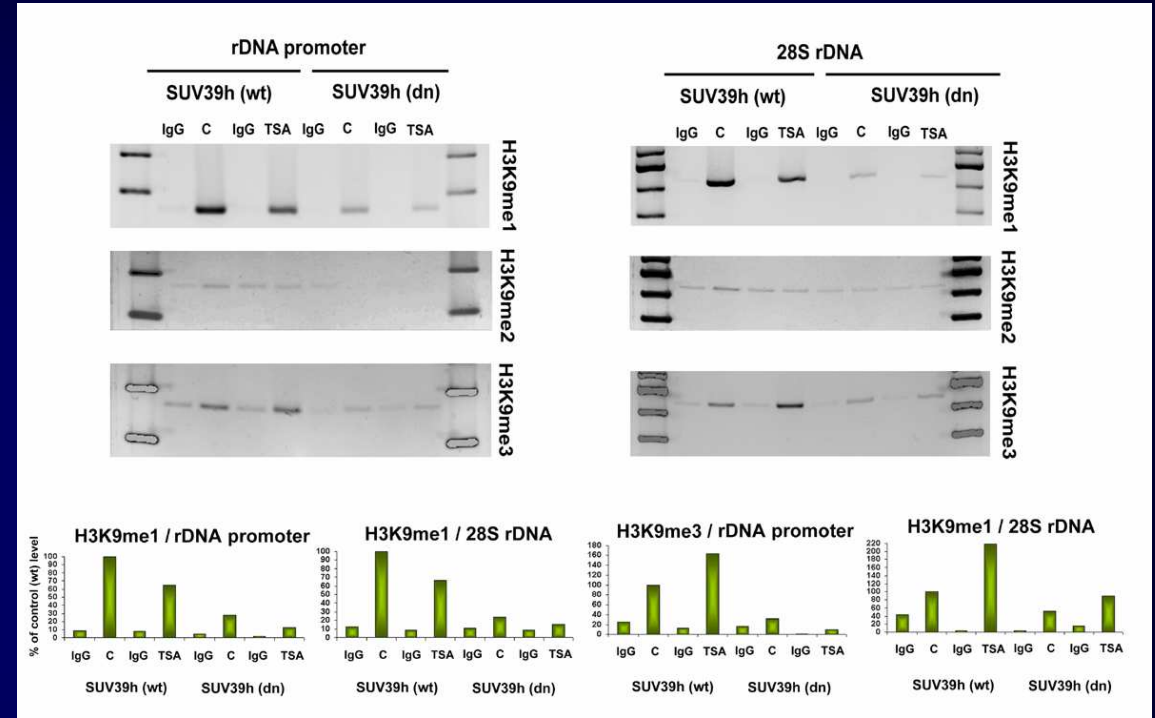 rDNA promoter
SUV39h (wt) SUV39h (dn)
IgG C IgG TSA IgG C IgG TSA
H3K9me1
H3K9me2
H3K9me3
28S rDNA
SUV39h (wt) SUV39h (dn)
IgG C IgG TSA IgG C IgG TSA
H3K9me1
H3K9me2
H3K9me3
H3K9me1 / rDNA promoter
% of control (wt) level
100
90
80
70
60
50
40
30
20
10
0
IgG C IgG TSA IgG C IgG TSA
SUV39h (wt) SUV39h (dn)
H3K9me1 / 28S rDNA
100
90
80
70
60
50
40
30
20
10
0
IgG C IgG TSA IgG C IgG TSA
SUV39h (wt) SUV39h (dn)
H3K9me3 / rDNA promoter
180
160
140
120
100
80
60
40
20
0
IgG C IgG TSA IgG C IgG TSA
SUV39h (wt) SUV39h (dn)
H3K9me1 / 28S rDNA
220
200
180
160
140
120
100
80
60
40
20
0
IgG C IgG TSA IgG C IgG TSA
SUV39h (wt) SUV39h (dn)